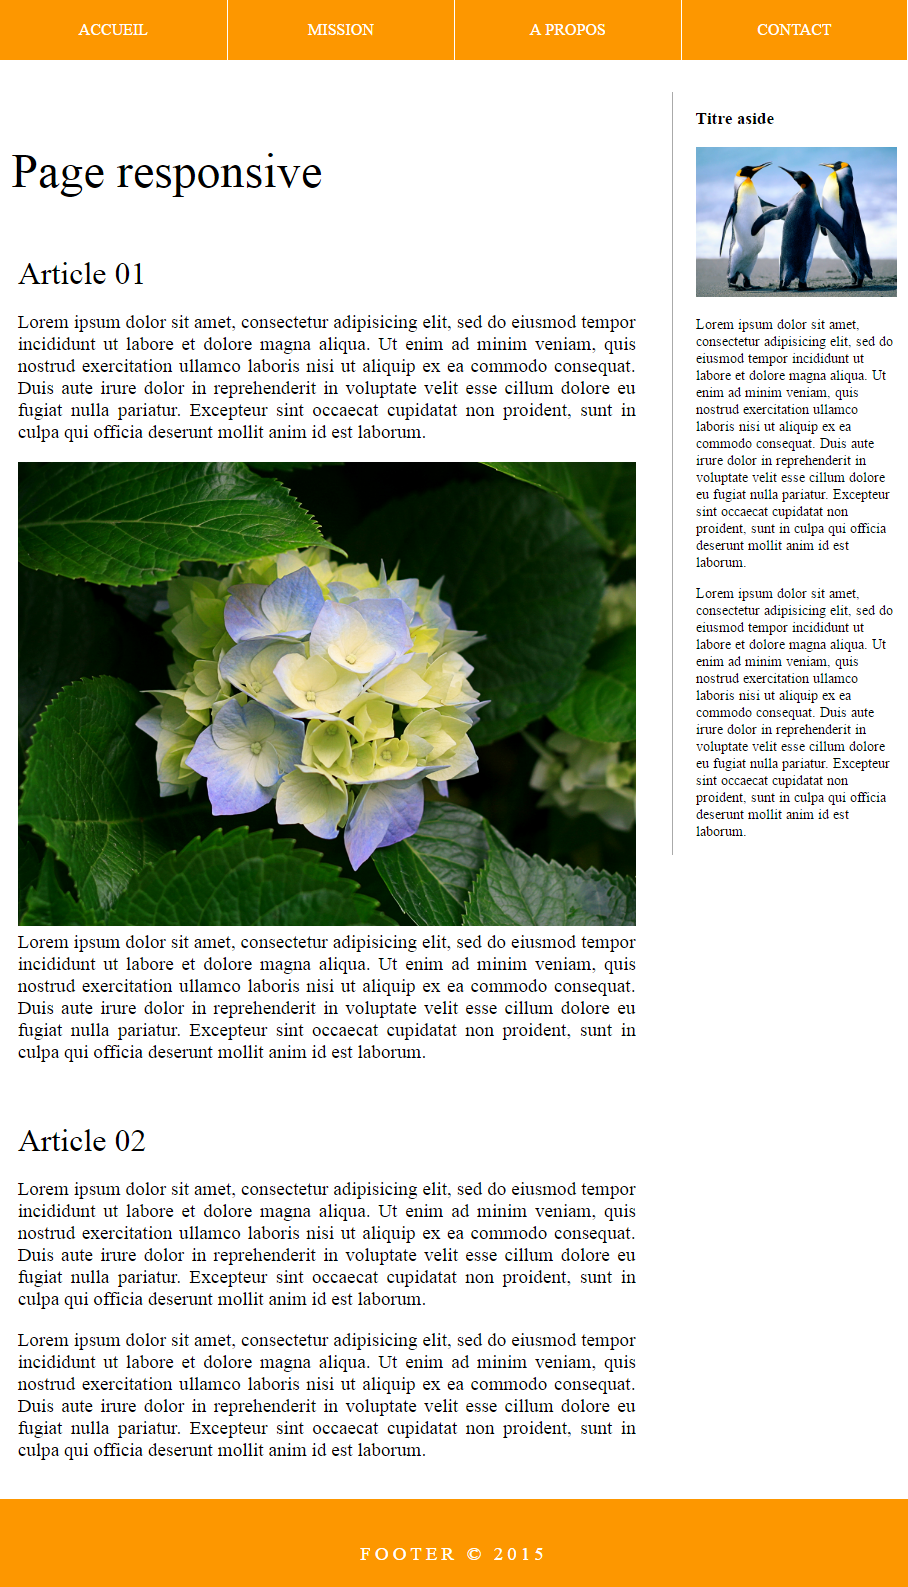 ACCUEIL
MISSION
A PROPOS
CONTACT
Page responsive
Article 01
Lorem ipsum dolor sit amet, consectetur adipisicing elit, sed do eiusmod tempor
incididunt ut labore et dolore magna aliqua. Ut enim ad minim veniam, quis
nostrud exercitation ullamco laboris nisi ut aliquip ex ea commodo consequat.
Duis aute irure dolor in reprehenderit in voluptate velit esse cillum dolore eu
fugiat nulla pariatur. Excepteur sint occaecat cupidatat non proident, sunt in
culpa qui officia deserunt mollit anim id est laborum.
Lorem ipsum dolor sit amet, consectetur adipisicing elit, sed do eiusmod tempor
incididunt ut labore et dolore magna aliqua. Ut enim ad minim veniam, quis
nostrud exercitation ullamco laboris nisi ut aliquip ex ea commodo consequat.
Duis aute irure dolor in reprehenderit in voluptate velit esse cillum dolore eu
fugiat nulla pariatur. Excepteur sint occaecat cupidatat non proident, sunt in
culpa qui officia deserunt mollit anim id est laborum.
Article 02
Lorem ipsum dolor sit amet, consectetur adipisicing elit, sed do eiusmod tempor
incididunt ut labore et dolore magna aliqua. Ut enim ad minim veniam, quis
nostrud exercitation ullamco laboris nisi ut aliquip ex ea commodo consequat.
Duis aute irure dolor in reprehenderit in voluptate velit esse cillum dolore eu
fugiat nulla pariatur. Excepteur sint occaecat cupidatat non proident, sunt in
culpa qui officia deserunt mollit anim id est laborum.
Lorem ipsum dolor sit amet, consectetur adipisicing elit, sed do eiusmod tempor
incididunt ut labore et dolore magna aliqua. Ut enim ad minim veniam, quis
nostrud exercitation ullamco laboris nisi ut aliquip ex ea commodo consequat.
Duis aute irure dolor in reprehenderit in voluptate velit esse cillum dolore eu
fugiat nulla pariatur. Excepteur sint occaecat cupidatat non proident, sunt in
culpa qui officia deserunt mollit anim id est laborum.
Titre aside
Lorem ipsum dolor sit amet,
consectetur adipisicing elit, sed do
eiusmod tempor incididunt ut
labore et dolore magna aliqua. Ut
enim ad minim veniam, quis
nostrud exercitation ullamco
laboris nisi ut aliquip ex ea
commodo consequat. Duis aute
irure dolor in reprehenderit in
voluptate velit esse cillum dolore
eu fugiat nulla pariatur. Excepteur
sint occaecat cupidatat non
proident, sunt in culpa qui officia
deserunt mollit anim id est
laborum.
Lorem ipsum dolor sit amet,
consectetur adipisicing elit, sed do
eiusmod tempor incididunt ut
labore et dolore magna aliqua. Ut
enim ad minim veniam, quis
nostrud exercitation ullamco
laboris nisi ut aliquip ex ea
commodo consequat. Duis aute
irure dolor in reprehenderit in
voluptate velit esse cillum dolore
eu fugiat nulla pariatur. Excepteur
sint occaecat cupidatat non
proident, sunt in culpa qui officia
deserunt mollit anim id est
laborum.
FOOTER © 2015